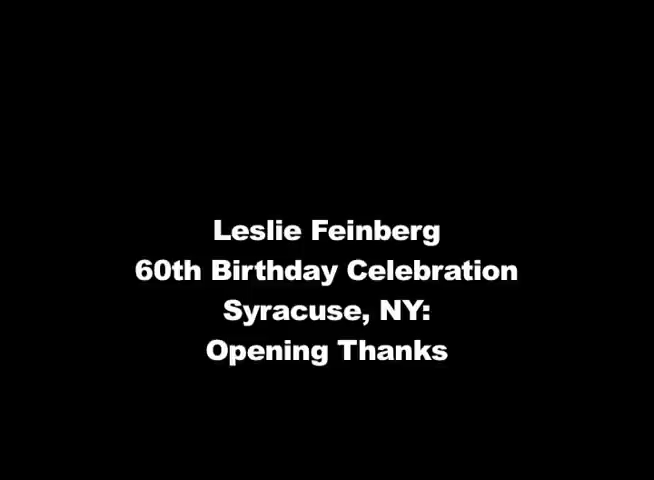 Leslie Feinberg
60th Birthday Celebration
Syracuse, NY:
Opening Thanks